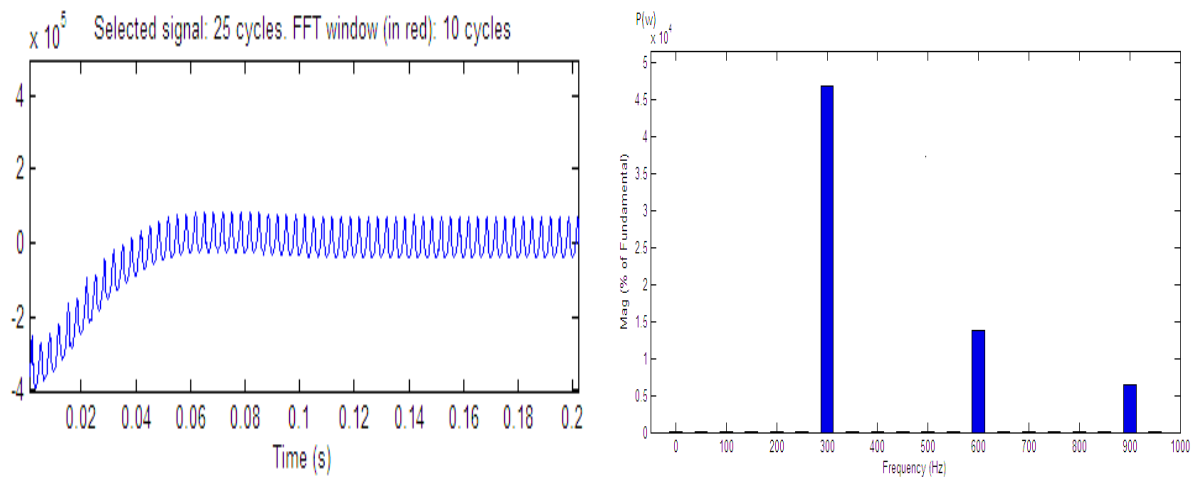 x 10^5
Selected signal: 25 cycles. FFT window (in red): 10 cycles
4
2
0
-2
-4
0.02 0.04 0.06 0.08 0.1 0.12 0.14 0.16 0.18 0.2
Time (s)
P(w)
x 10^4
5
4.5
4
3.5
3
2.5
2
1.5
1
0.5
0
Mag (% of Fundamental)
0 100 200 300 400 500 600 700 800 900 1000
Frequency (Hz)